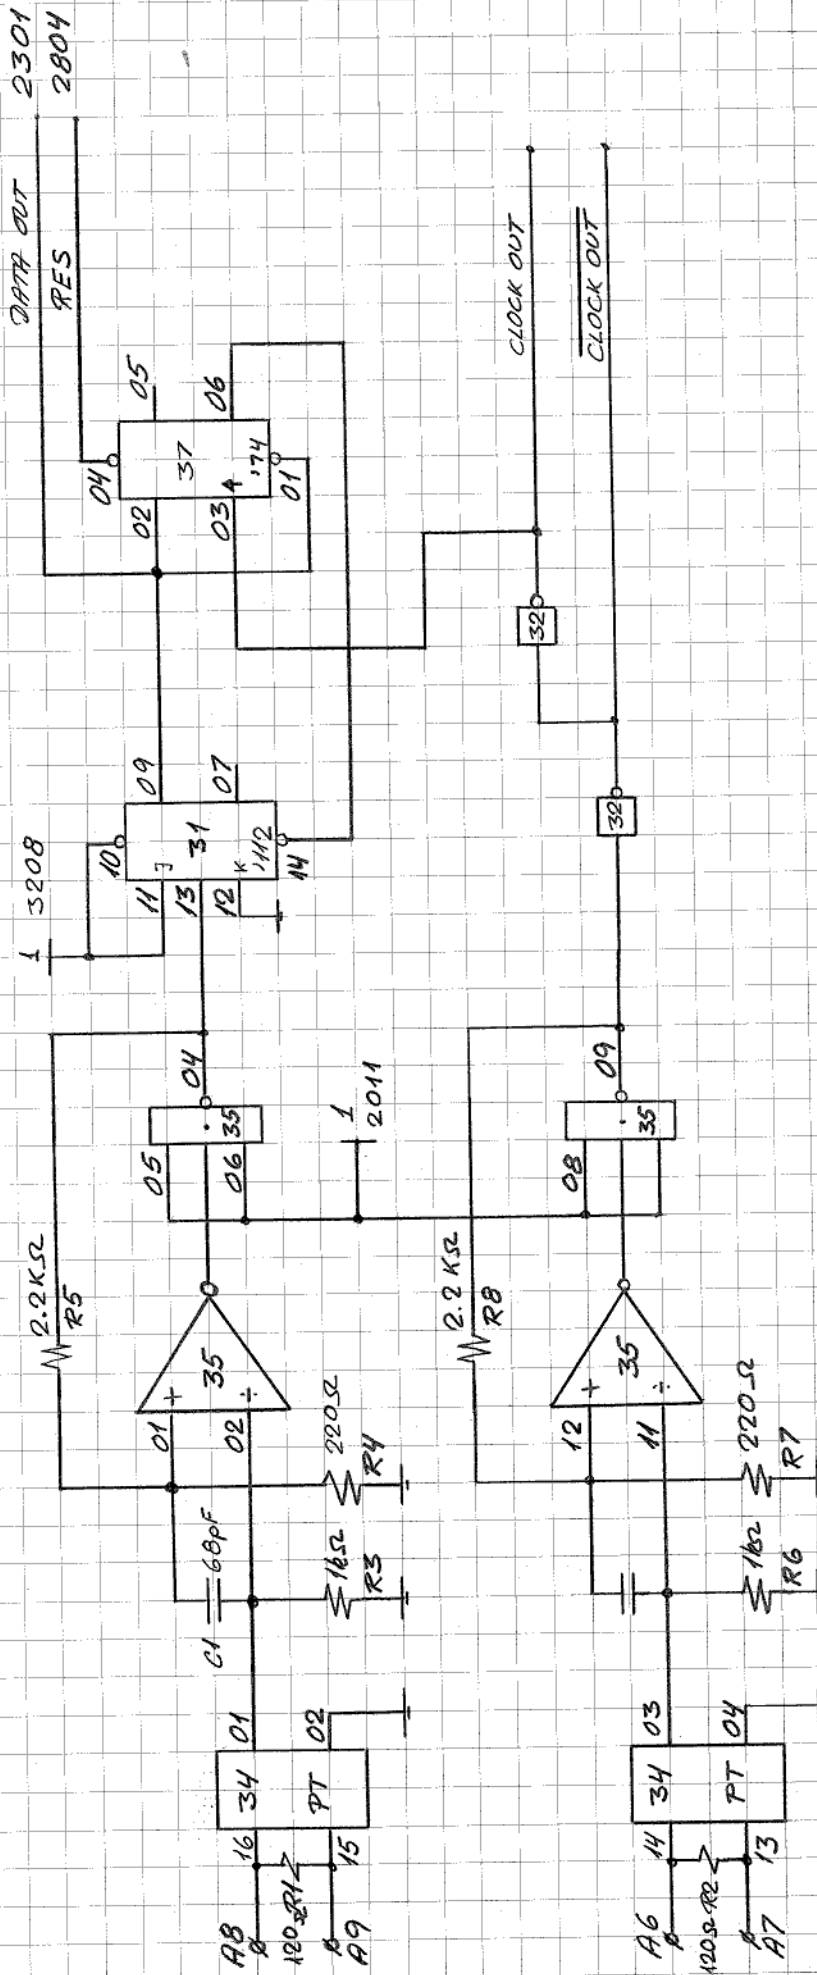 DATA OUT 2301
RES 2804
04
05
02
37
06
03
'74
01
CLOCK OUT
CLOCK OUT
32
32
1 3208
10
09
11
J
31
07
13
12
K
'112
14
04
05
35
06
1
2011
09
08
35
2.2KΩ
R5
2.2KΩ
R8
01
+
35
02
÷
12
+
35
11
÷
C1 68pF
220Ω
R4
1kΩ
R3
220Ω
R7
1kΩ
R6
A8
16
34
01
120Ω R1
PT
02
A9
15
A6
14
34
03
120Ω R2
PT
04
A7
13